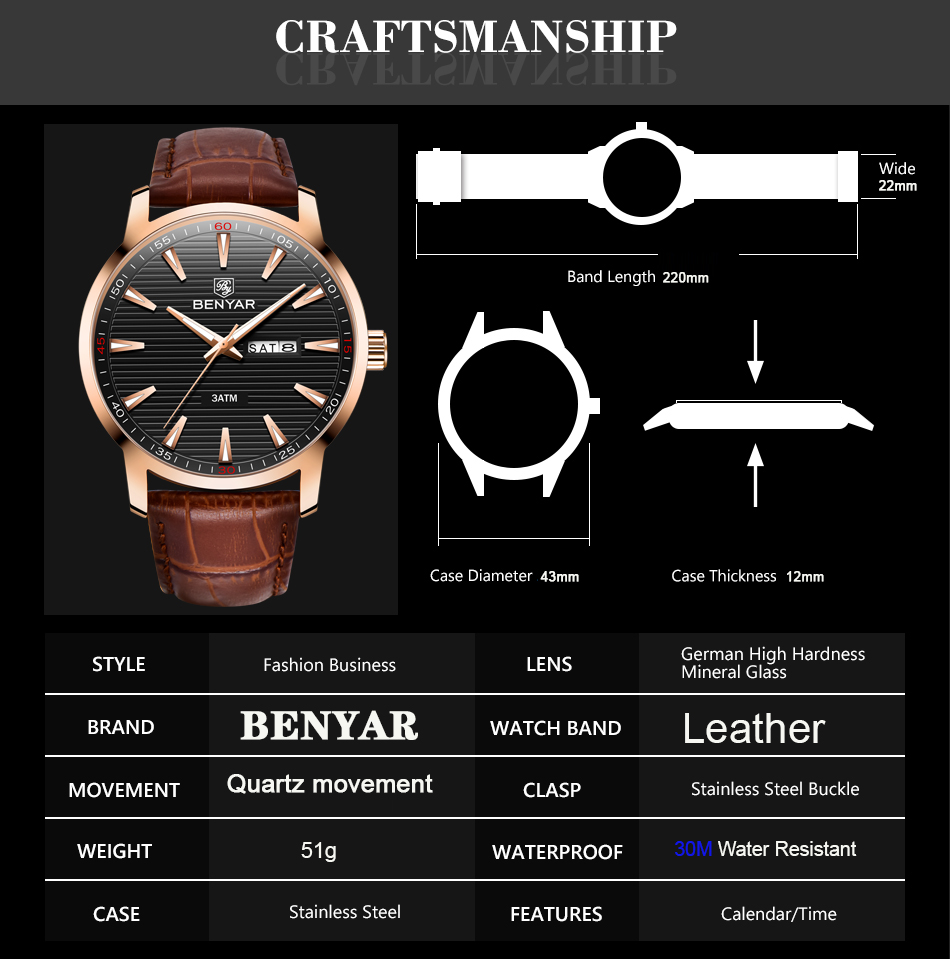 CRAFTSMANSHIP
60
05
10
15
20
25
30
35
40
45
50
55
By
BENYAR
SAT 8
3ATM
Wide
22mm
Band Length 220mm
Case Diameter 43mm
Case Thickness 12mm
STYLE
Fashion Business
LENS
German High Hardness
Mineral Glass
BRAND
BENYAR
WATCH BAND
Leather
MOVEMENT
Quartz movement
CLASP
Stainless Steel Buckle
WEIGHT
51g
WATERPROOF
30M Water Resistant
CASE
Stainless Steel
FEATURES
Calendar/Time